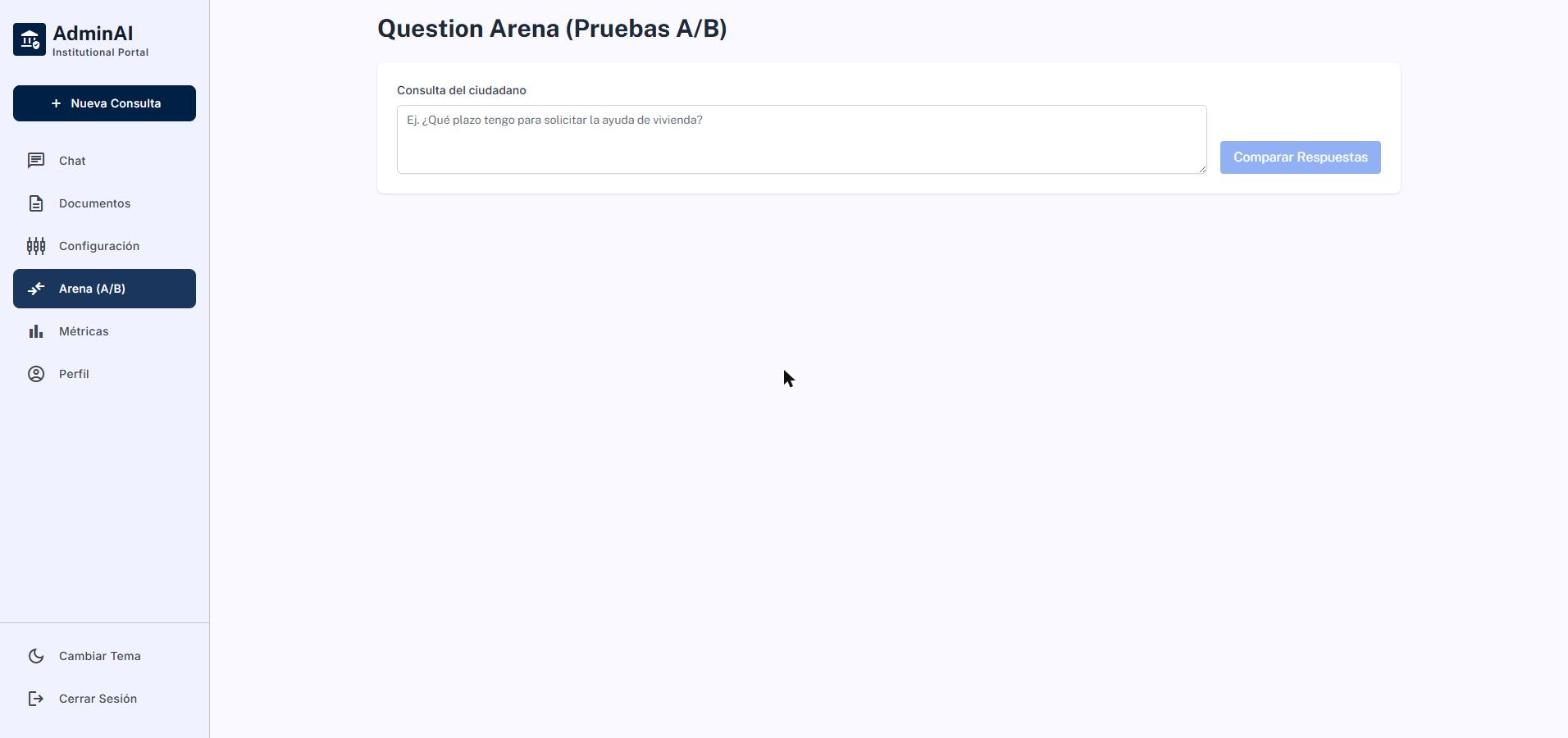 AdminAI
Institutional Portal
+ Nueva Consulta
Chat
Documentos
Configuración
Arena (A/B)
Métricas
Perfil
Cambiar Tema
Cerrar Sesión
Question Arena (Pruebas A/B)
Consulta del ciudadano
Ej. ¿Qué plazo tengo para solicitar la ayuda de vivienda?
Comparar Respuestas